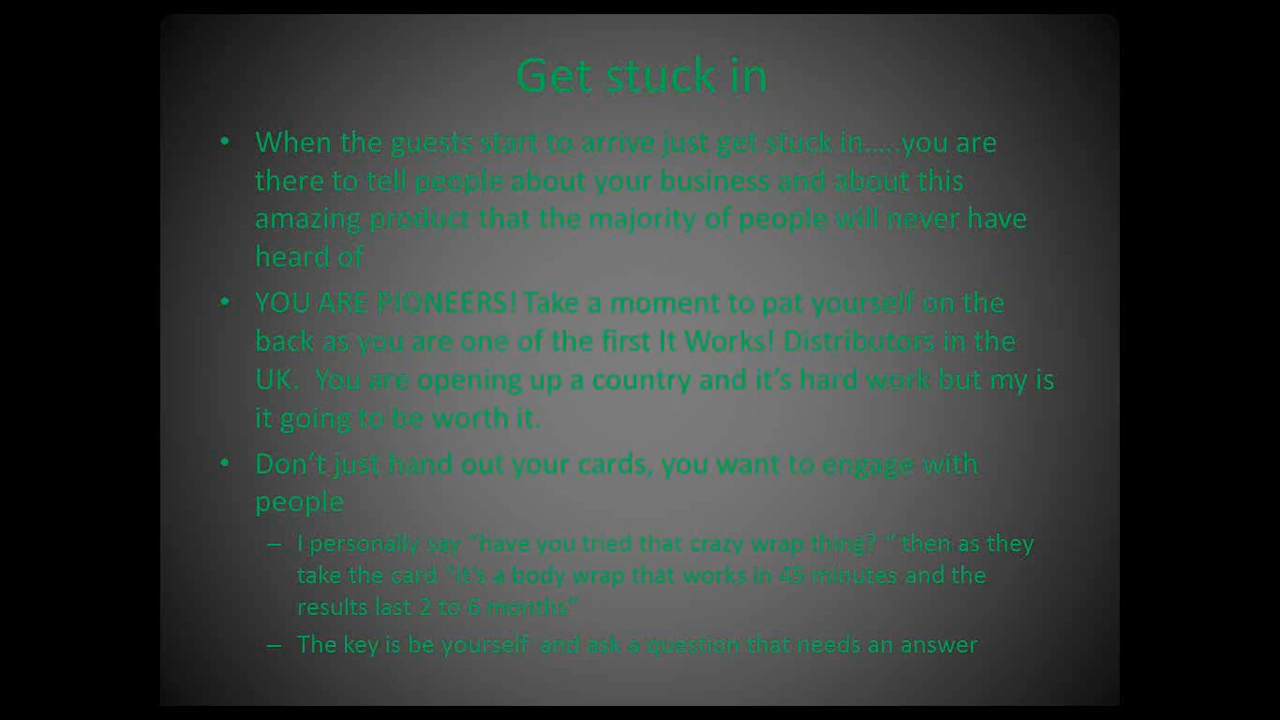 Get stuck in
• When the guests start to arrive just get stuck in.....you are
there to tell people about your business and about this
amazing product that the majority of people will never have
heard of
• YOU ARE PIONEERS! Take a moment to pat yourself on the
back as you are one of the first It Works! Distributors in the
UK.  You are opening up a country and it's hard work but my is
it going to be worth it.
• Don't just hand out your cards, you want to engage with
people
– I personally say "have you tried that crazy wrap thing? " then as they
take the card "it's a body wrap that works in 45 minutes and the
results last 2 to 6 months"
– The key is be yourself  and ask a question that needs an answer